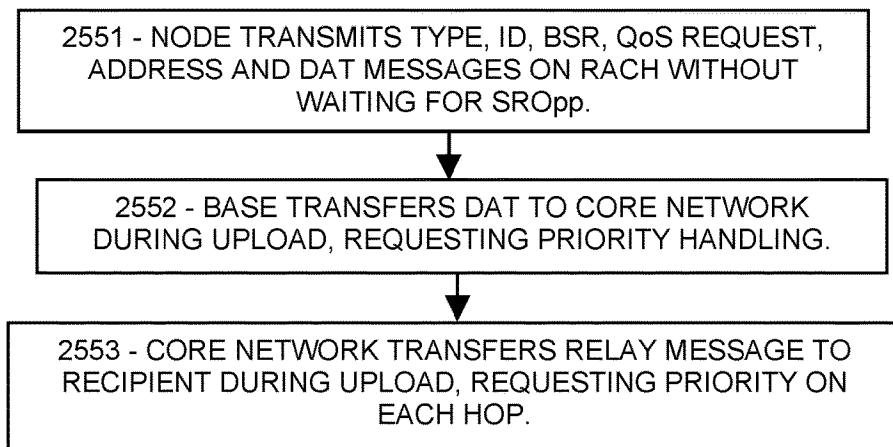 2551 - NODE TRANSMITS TYPE, ID, BSR, QoS REQUEST,
ADDRESS AND DAT MESSAGES ON RACH WITHOUT
WAITING FOR SROpp.
2552 - BASE TRANSFERS DAT TO CORE NETWORK
DURING UPLOAD, REQUESTING PRIORITY HANDLING.
2553 - CORE NETWORK TRANSFERS RELAY MESSAGE TO
RECIPIENT DURING UPLOAD, REQUESTING PRIORITY ON
EACH HOP.